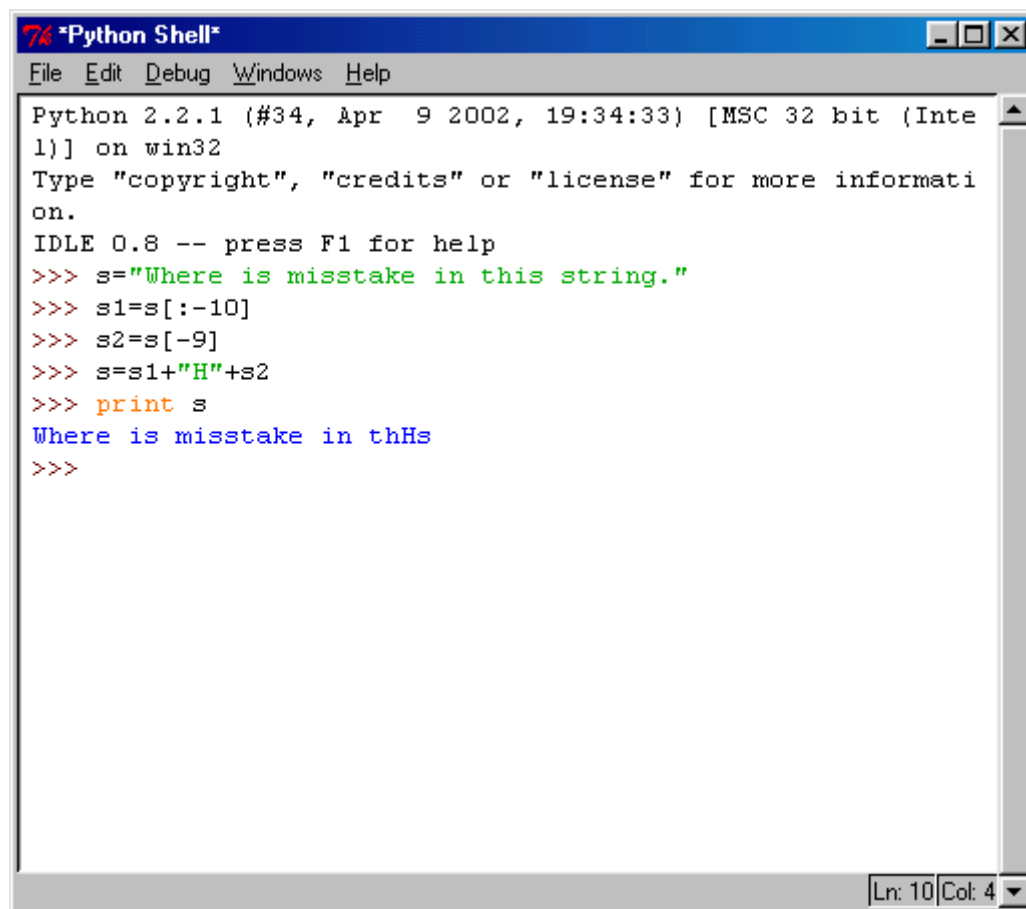 *Python Shell*
File Edit Debug Windows Help
Python 2.2.1 (#34, Apr  9 2002, 19:34:33) [MSC 32 bit (Inte
l)] on win32
Type "copyright", "credits" or "license" for more informati
on.
IDLE 0.8 -- press F1 for help
>>> s="Where is misstake in this string."
>>> s1=s[:-10]
>>> s2=s[-9]
>>> s=s1+"H"+s2
>>> print s
Where is misstake in thHs
>>>
Ln: 10 Col: 4